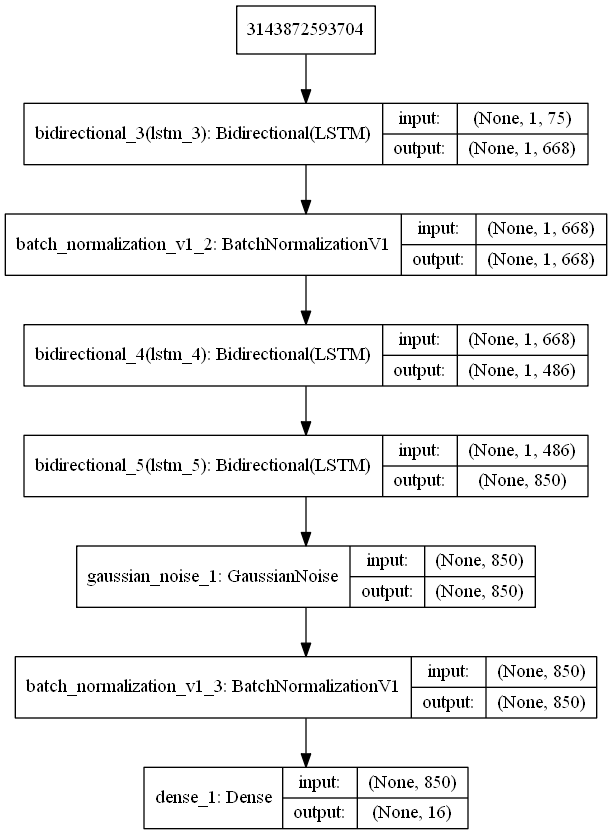 3143872593704
bidirectional_3(lstm_3): Bidirectional(LSTM)
input: (None, 1, 75)
output: (None, 1, 668)
batch_normalization_v1_2: BatchNormalizationV1
input: (None, 1, 668)
output: (None, 1, 668)
bidirectional_4(lstm_4): Bidirectional(LSTM)
input: (None, 1, 668)
output: (None, 1, 486)
bidirectional_5(lstm_5): Bidirectional(LSTM)
input: (None, 1, 486)
output: (None, 850)
gaussian_noise_1: GaussianNoise
input: (None, 850)
output: (None, 850)
batch_normalization_v1_3: BatchNormalizationV1
input: (None, 850)
output: (None, 850)
dense_1: Dense
input: (None, 850)
output: (None, 16)